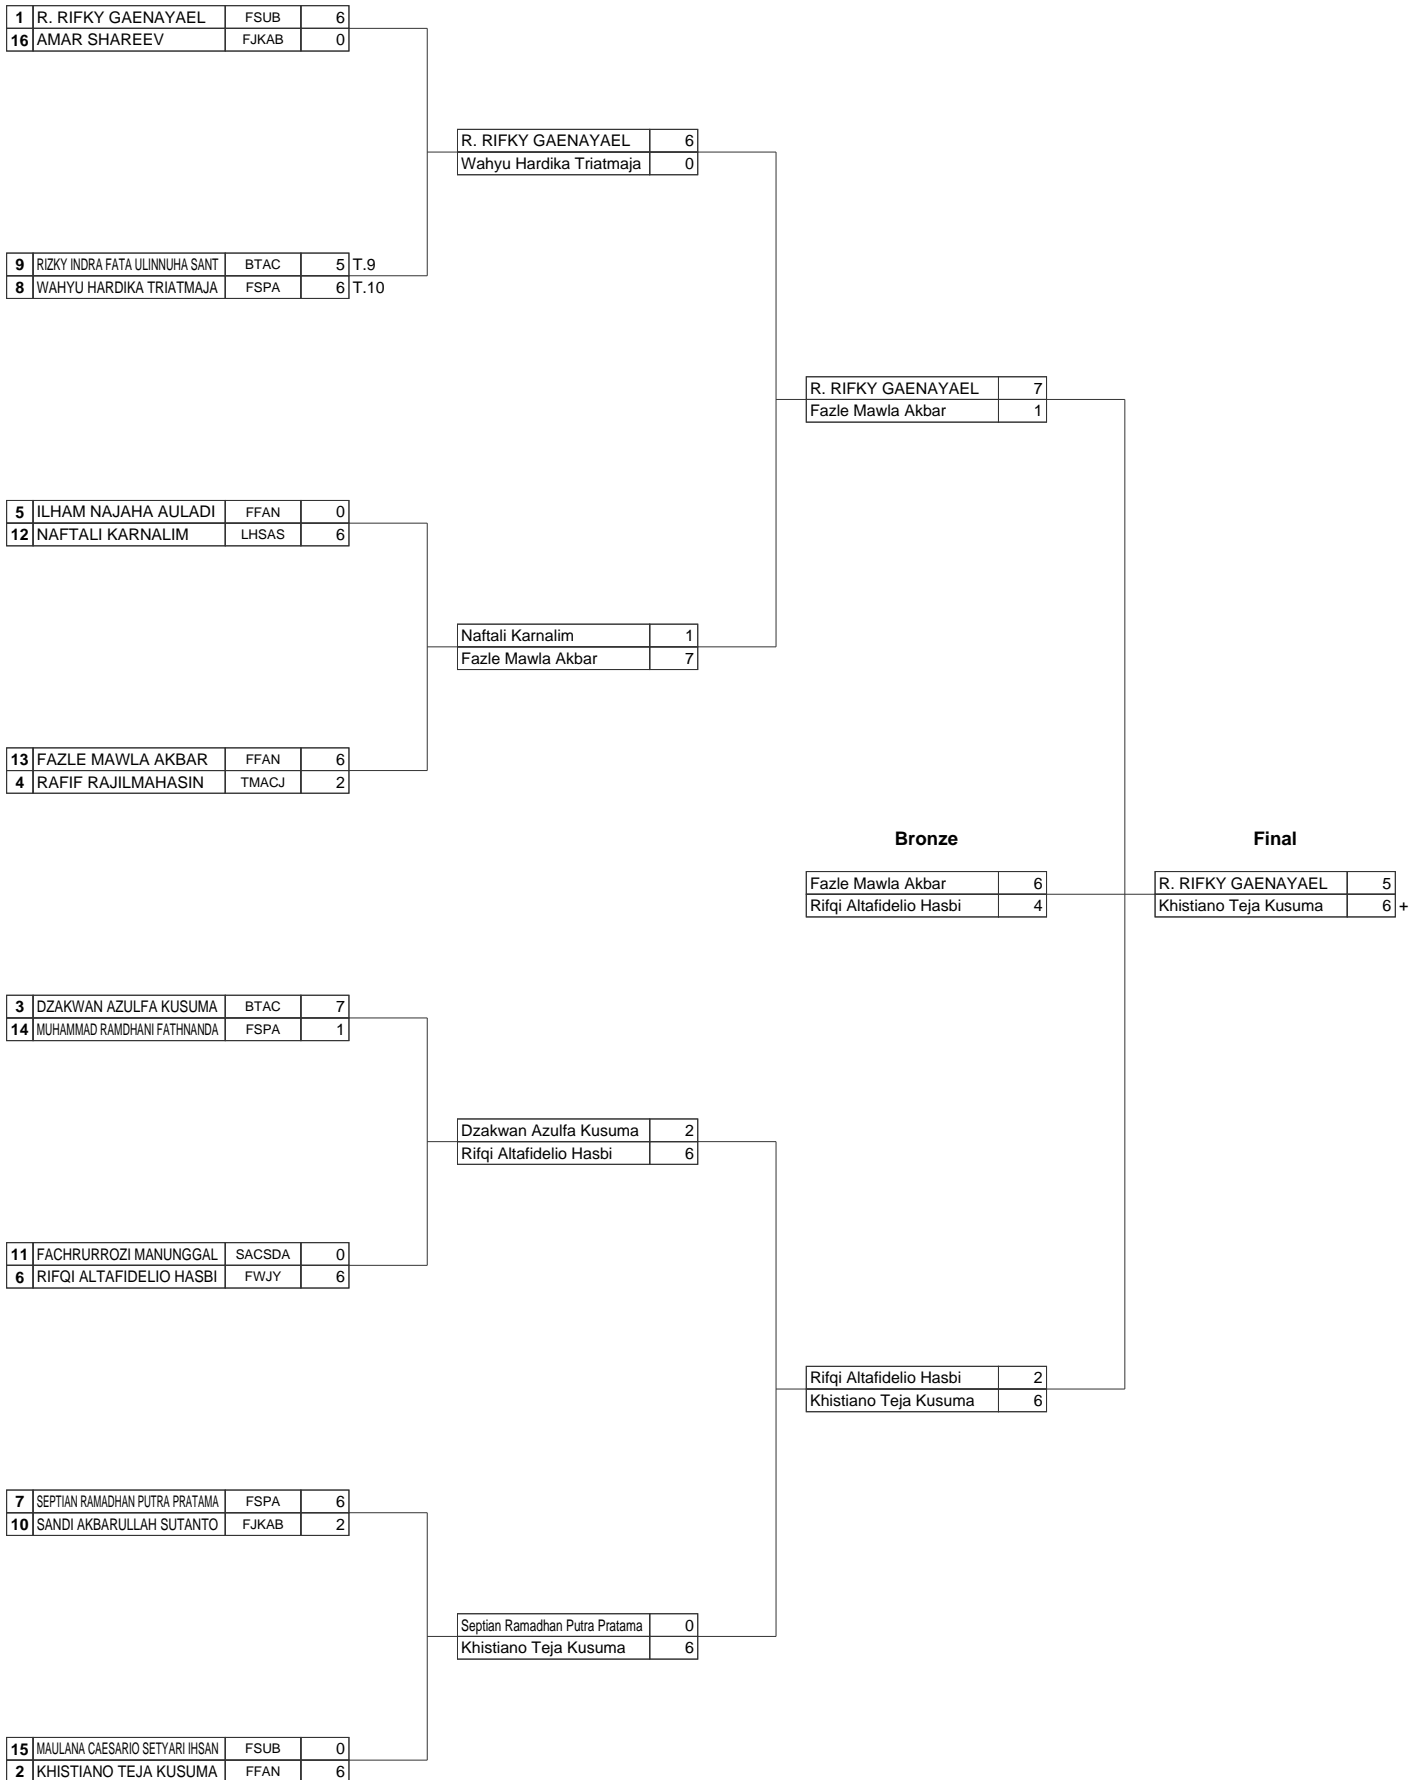 1 R. RIFKY GAENAYAEL FSUB 6
16 AMAR SHAREEV FJKAB 0
R. RIFKY GAENAYAEL 6
Wahyu Hardika Triatmaja 0
9 RIZKY INDRA FATA ULINNUHA SANT BTAC 5 T.9
8 WAHYU HARDIKA TRIATMAJA FSPA 6 T.10
R. RIFKY GAENAYAEL 7
Fazle Mawla Akbar 1
5 ILHAM NAJAHA AULADI FFAN 0
12 NAFTALI KARNALIM LHSAS 6
Naftali Karnalim 1
Fazle Mawla Akbar 7
13 FAZLE MAWLA AKBAR FFAN 6
4 RAFIF RAJILMAHASIN TMACJ 2
Bronze Final
Fazle Mawla Akbar 6 R. RIFKY GAENAYAEL 5
Rifqi Altafidelio Hasbi 4 Khistiano Teja Kusuma 6 +
3 DZAKWAN AZULFA KUSUMA BTAC 7
14 MUHAMMAD RAMDHANI FATHNANDA FSPA 1
Dzakwan Azulfa Kusuma 2
Rifqi Altafidelio Hasbi 6
11 FACHRURROZI MANUNGGAL SACSDA 0
6 RIFQI ALTAFIDELIO HASBI FWJY 6
Rifqi Altafidelio Hasbi 2
Khistiano Teja Kusuma 6
7 SEPTIAN RAMADHAN PUTRA PRATAMA FSPA 6
10 SANDI AKBARULLAH SUTANTO FJKAB 2
Septian Ramadhan Putra Pratama 0
Khistiano Teja Kusuma 6
15 MAULANA CAESARIO SETYARI IHSAN FSUB 0
2 KHISTIANO TEJA KUSUMA FFAN 6